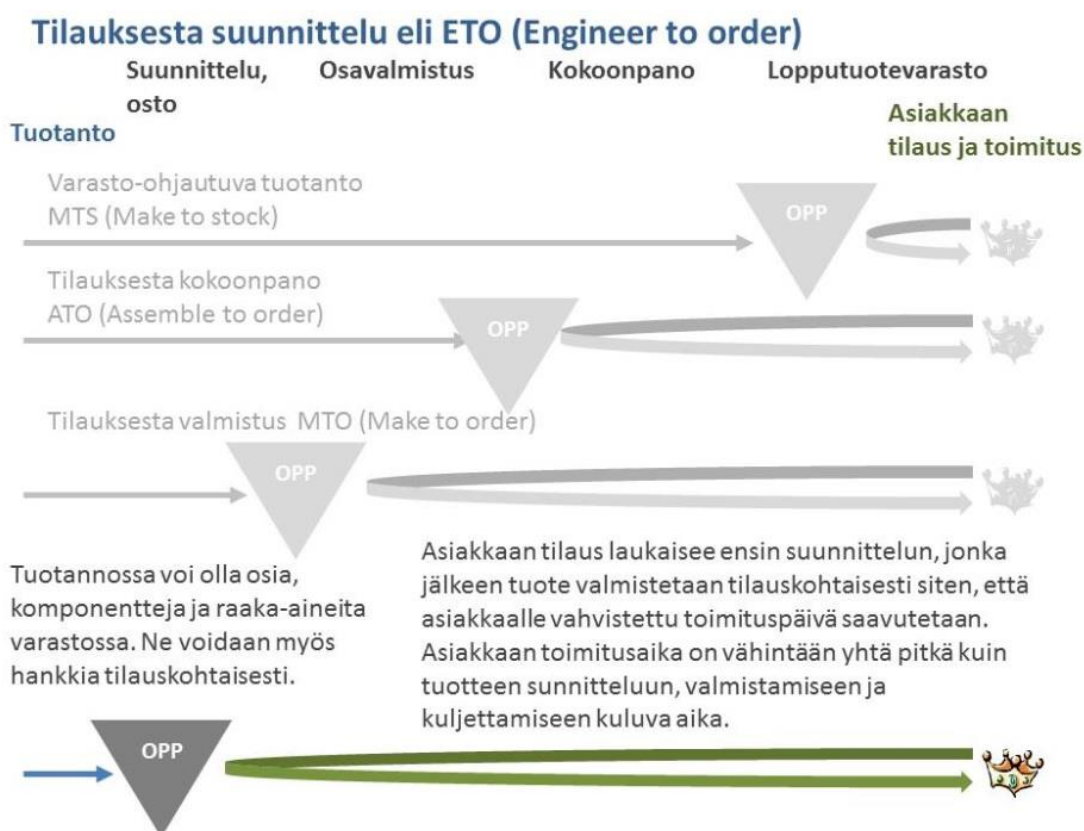 Tilauksesta suunnittelu eli ETO (Engineer to order)
Suunnittelu, osto
Osavalmistus
Kokoonpano
Lopputuotevarasto
Tuotanto
Asiakkaan
tilaus ja toimitus
Varasto-ohjautuva tuotanto
MTS (Make to stock)
OPP
Tilauksesta kokoonpano
ATO (Assemble to order)
OPP
Tilauksesta valmistus MTO (Make to order)
OPP
Tuotannossa voi olla osia,
komponentteja ja raaka-aineita
varastossa. Ne voidaan myös
hankkia tilauskohtaisesti.
Asiakkaan tilaus laukaisee ensin suunnittelun, jonka
jälkeen tuote valmistetaan tilauskohtaisesti siten, että
asiakkaalle vahvistettu toimituspäivä saavutetaan.
Asiakkaan toimitusaika on vähintään yhtä pitkä kuin
tuotteen sunnitteluun, valmistamiseen ja
kuljettamiseen kuluva aika.
OPP